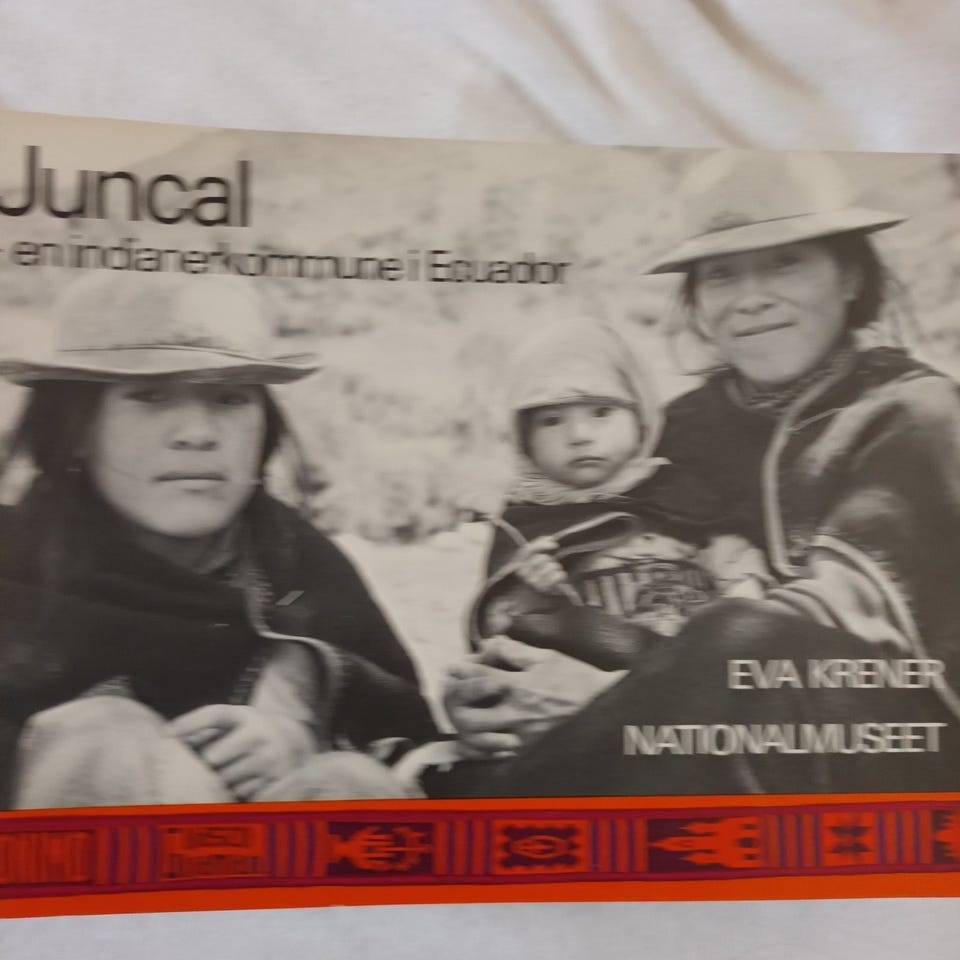 Juncal
- en indianerkommune i Ecuador
EVA KRENER
NATIONALMUSEET